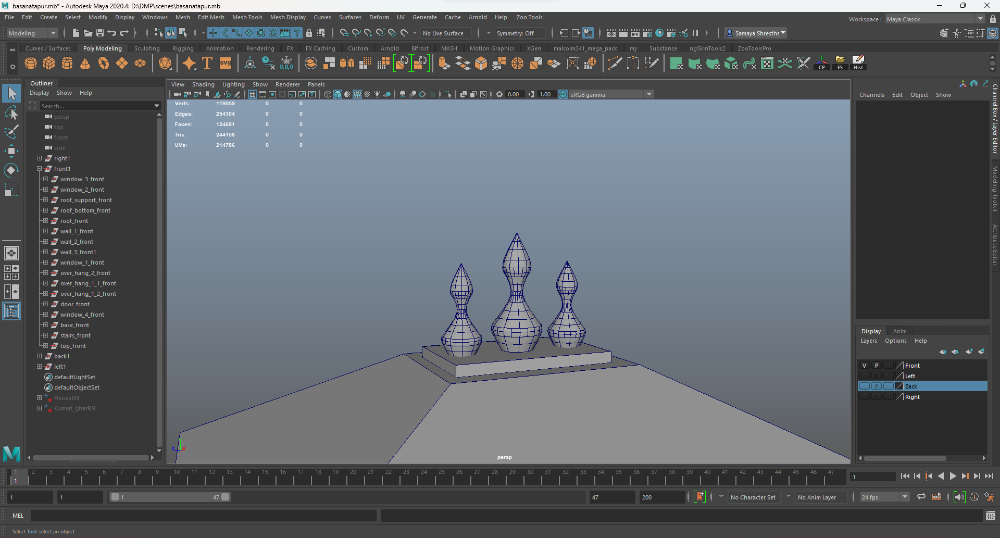 basanatapur.mb* - Autodesk Maya 2020.4: D:\DMP\scenes\basanatapur.mb
File Edit Create Select Modify Display Windows Mesh Edit Mesh Mesh Tools Mesh Display Curves Surfaces Deform UV Generate Cache Arnold Help Zoo Tools
Workspace : Maya Classic
Modeling No Live Surface Symmetry: Off Samaya Shrestha
Curves / Surfaces Poly Modeling Sculpting Rigging Animation Rendering FX FX Caching Custom Arnold Bifrost MASH Motion Graphics XGen malcolm341_mega_pack my Substance ngSkinTools2 ZooToolsPro
T svg 0,0,0 CP ES Hist
Outliner
Display Show Help
Search...
persp
top
front
side
right1
front1
window_3_front
window_2_front
roof_support_front
roof_bottom_front
roof_front
wall_1_front
wall_2_front
wall_3_front1
window_1_front
over_hang_2_front
over_hang_1_1_front
over_hang_1_2_front
door_front
window_4_front
base_front
stairs_front
top_front
back1
left1
defaultLightSet
defaultObjectSet
HouseRN
Kumari_gharRN
View Shading Lighting Show Renderer Panels
0.00 1.00 ON sRGB gamma
Verts: 119059 0 0
Edges: 254304 0 0
Faces: 124681 0 0
Tris: 244158 0 0
UVs: 214786 0 0
y
z x
persp
Channels Edit Object Show
Channel Box / Layer Editor
Modeling Toolkit
Attribute Editor
Display Anim
Layers Options Help
V P Front
P Left
P Back
P Right
1 2 3 4 5 6 7 8 9 10 11 12 13 14 15 16 17 18 19 20 21 22 23 24 25 26 27 28 29 30 31 32 33 34 35 36 37 38 39 40 41 42 43 44 45 46 47
1
1
1 1 1 47 47 200 No Character Set No Anim Layer 24 fps
MEL
Select Tool: select an object